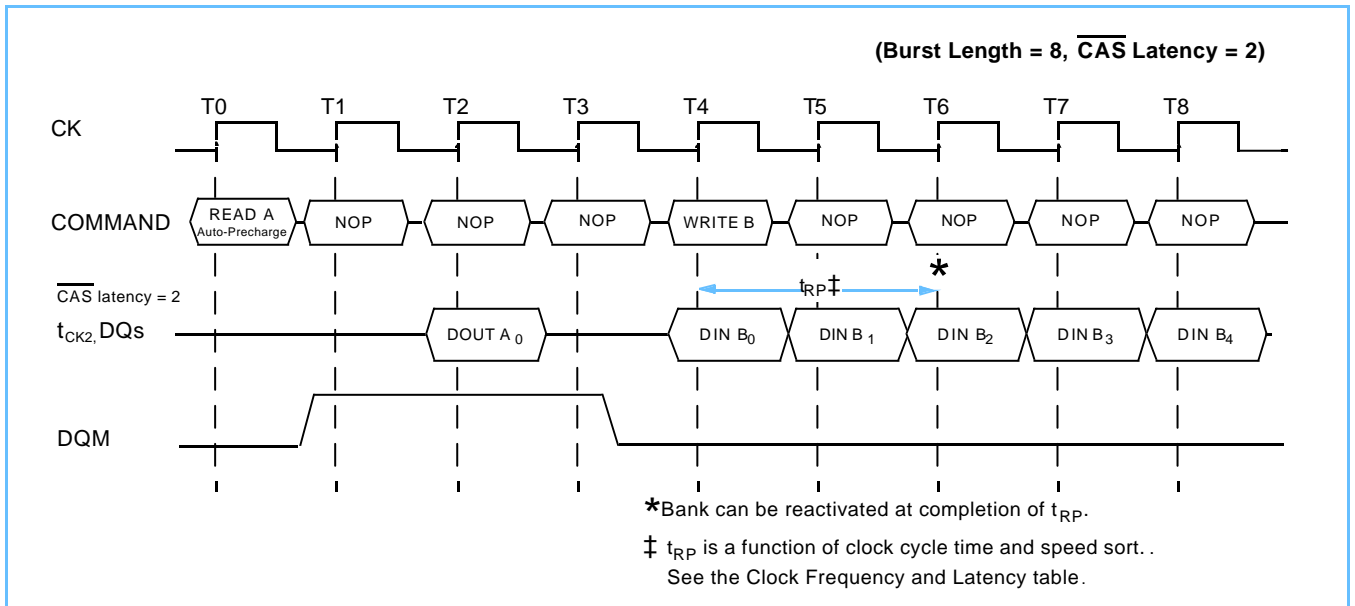 (Burst Length = 8, CAS Latency = 2)
T0 T1 T2 T3 T4 T5 T6 T7 T8
CK
COMMAND
READ A
Auto-Precharge
NOP NOP NOP WRITE B NOP NOP NOP NOP
*
tRP‡
CAS latency = 2
tCK2, DQs
DOUT A0 DIN B0 DIN B1 DIN B2 DIN B3 DIN B4
DQM
*Bank can be reactivated at completion of tRP.
‡ tRP is a function of clock cycle time and speed sort. .
See the Clock Frequency and Latency table.